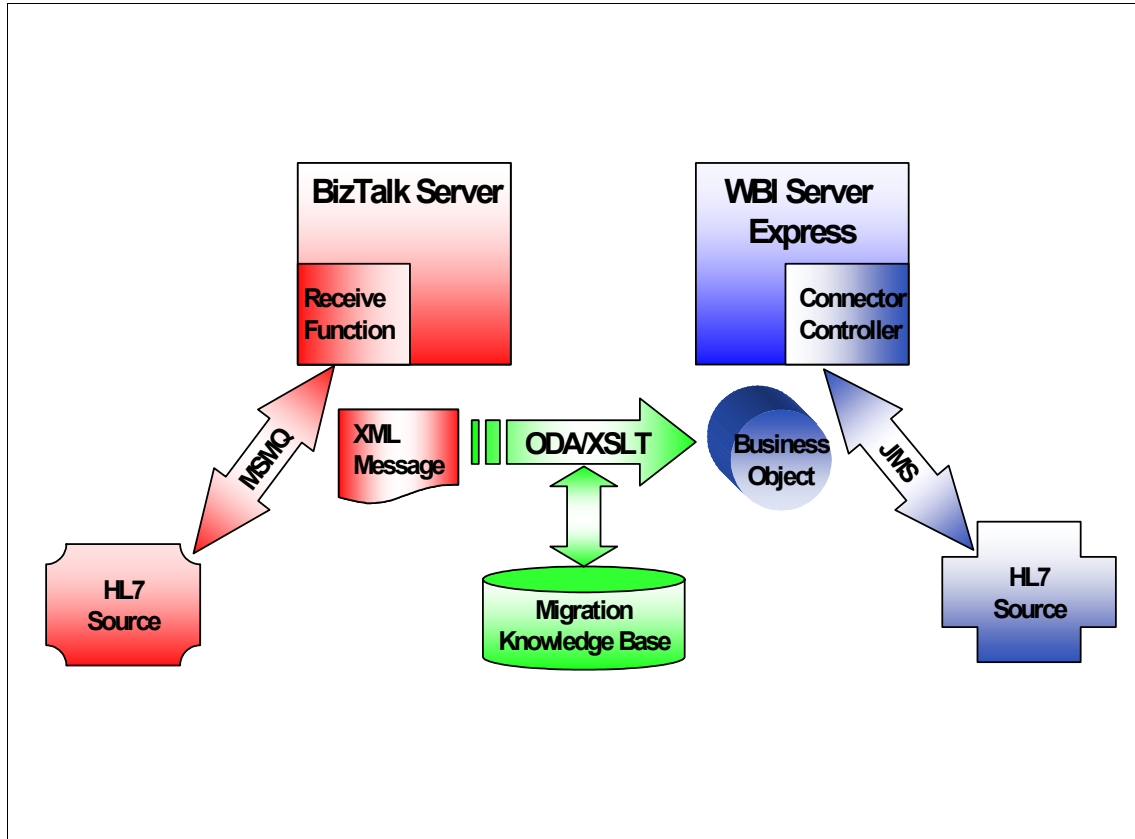 BizTalk Server
Receive
Function
WBI Server
Express
Connector
Controller
MSMQ
XML
Message
ODA/XSLT
Business
Object
JMS
HL7
Source
Migration
Knowledge Base
HL7
Source